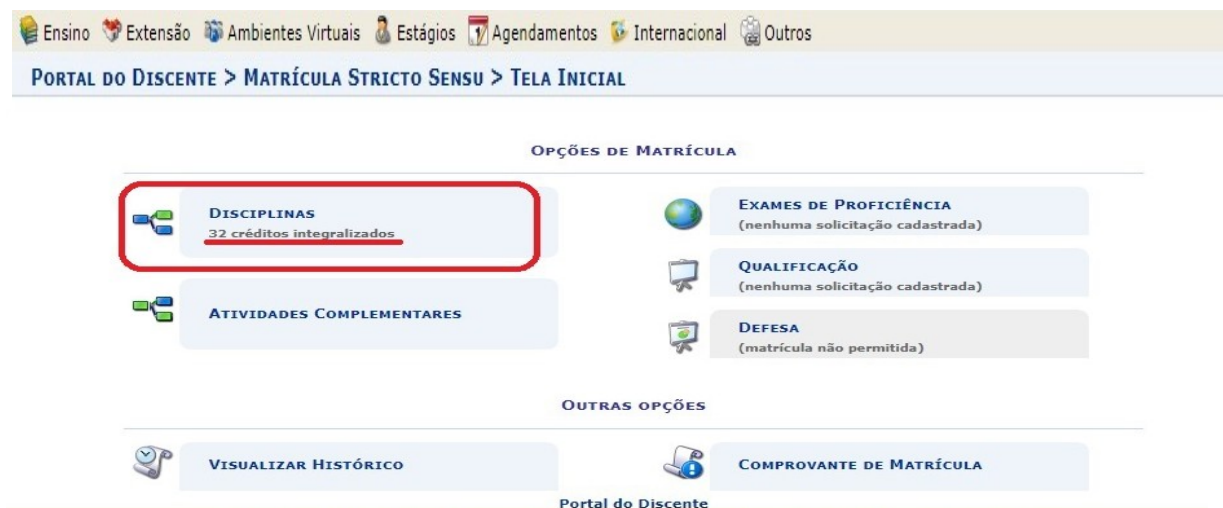 Ensino Extensão Ambientes Virtuais Estágios Agendamentos Internacional Outros
PORTAL DO DISCENTE > MATRÍCULA STRICTO SENSU > TELA INICIAL
OPÇÕES DE MATRÍCULA
DISCIPLINAS
32 créditos integralizados
EXAMES DE PROFICIÊNCIA
(nenhuma solicitação cadastrada)
QUALIFICAÇÃO
(nenhuma solicitação cadastrada)
ATIVIDADES COMPLEMENTARES
DEFESA
(matrícula não permitida)
OUTRAS OPÇÕES
VISUALIZAR HISTÓRICO
COMPROVANTE DE MATRÍCULA
Portal do Discente